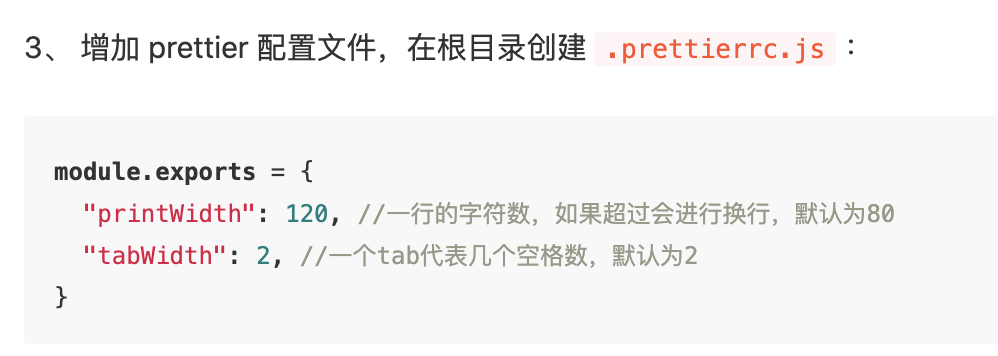 3、 增加 prettier 配置文件，在根目录创建 .prettierrc.js：
module.exports = {
  "printWidth": 120, //一行的字符数，如果超过会进行换行，默认为80
  "tabWidth": 2, //一个tab代表几个空格数，默认为2
}